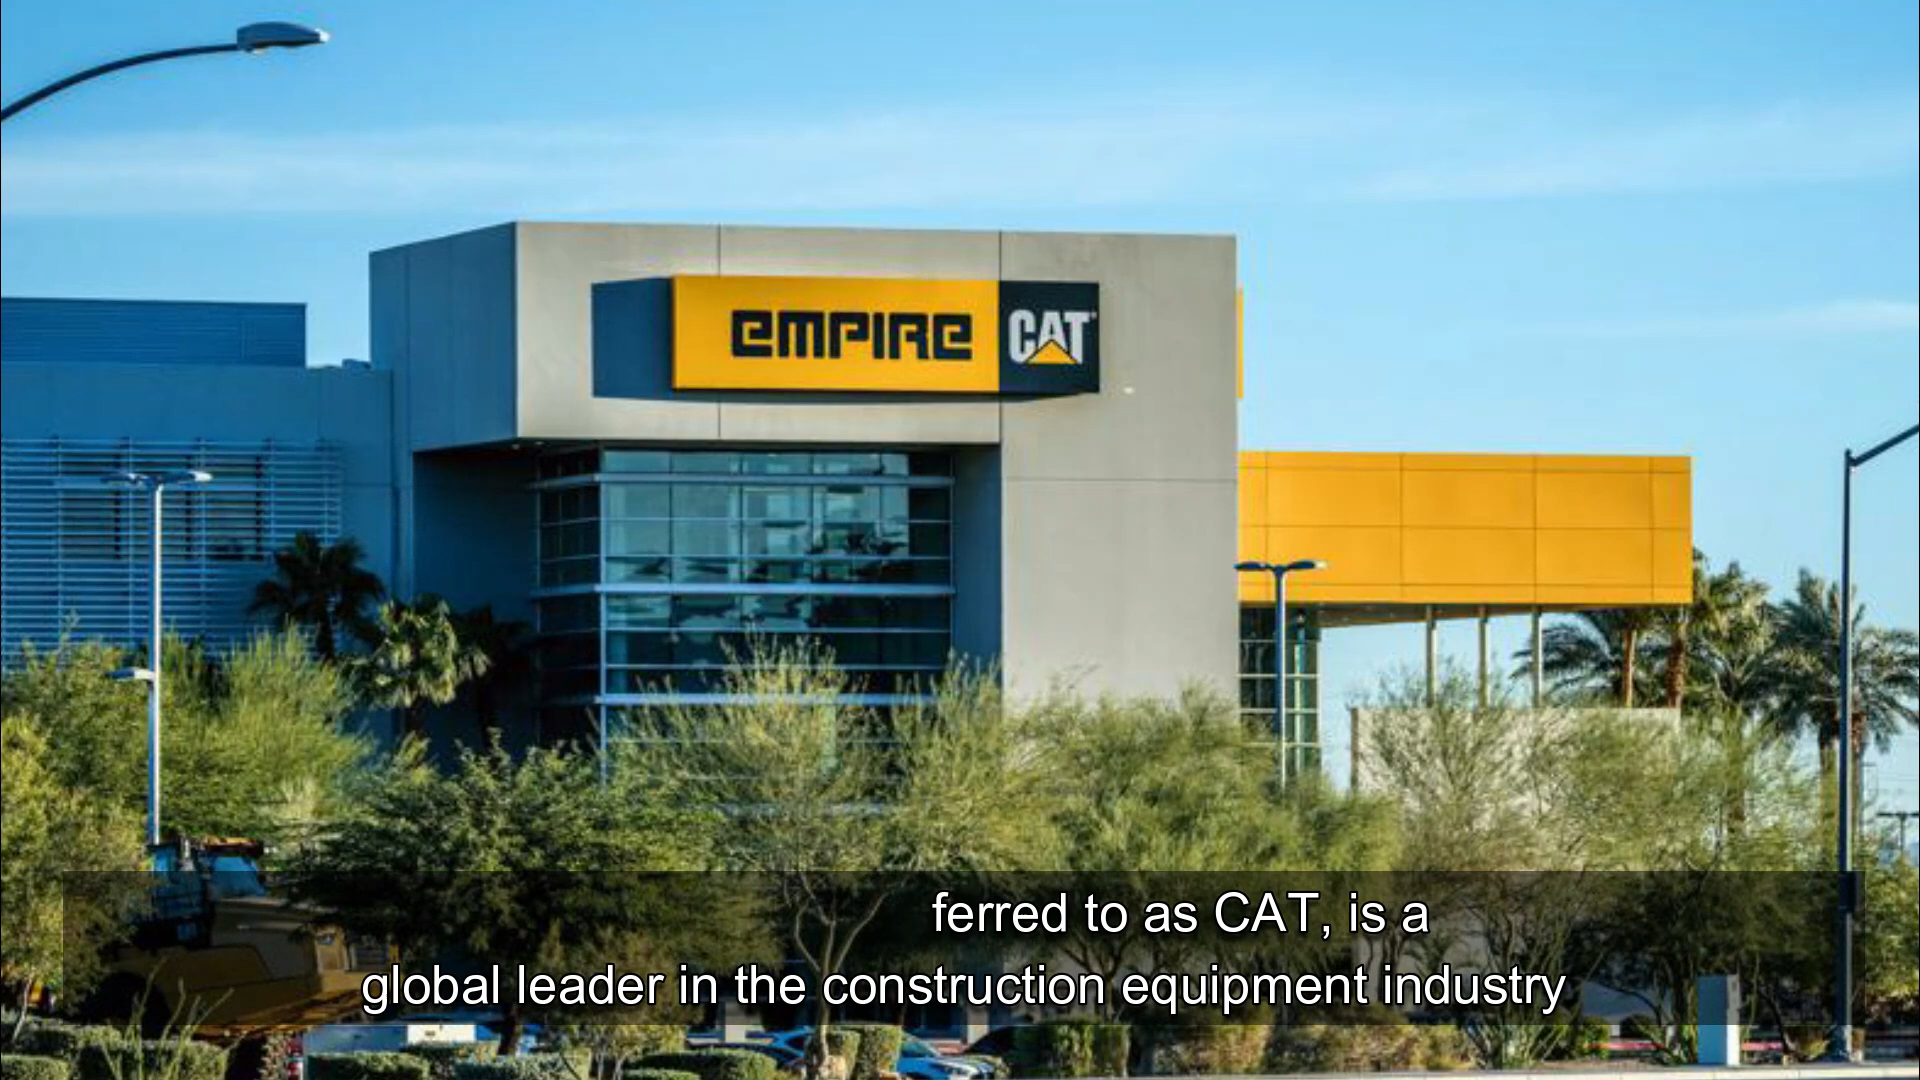 EMPIRE CAT
ferred to as CAT, is a
global leader in the construction equipment industry